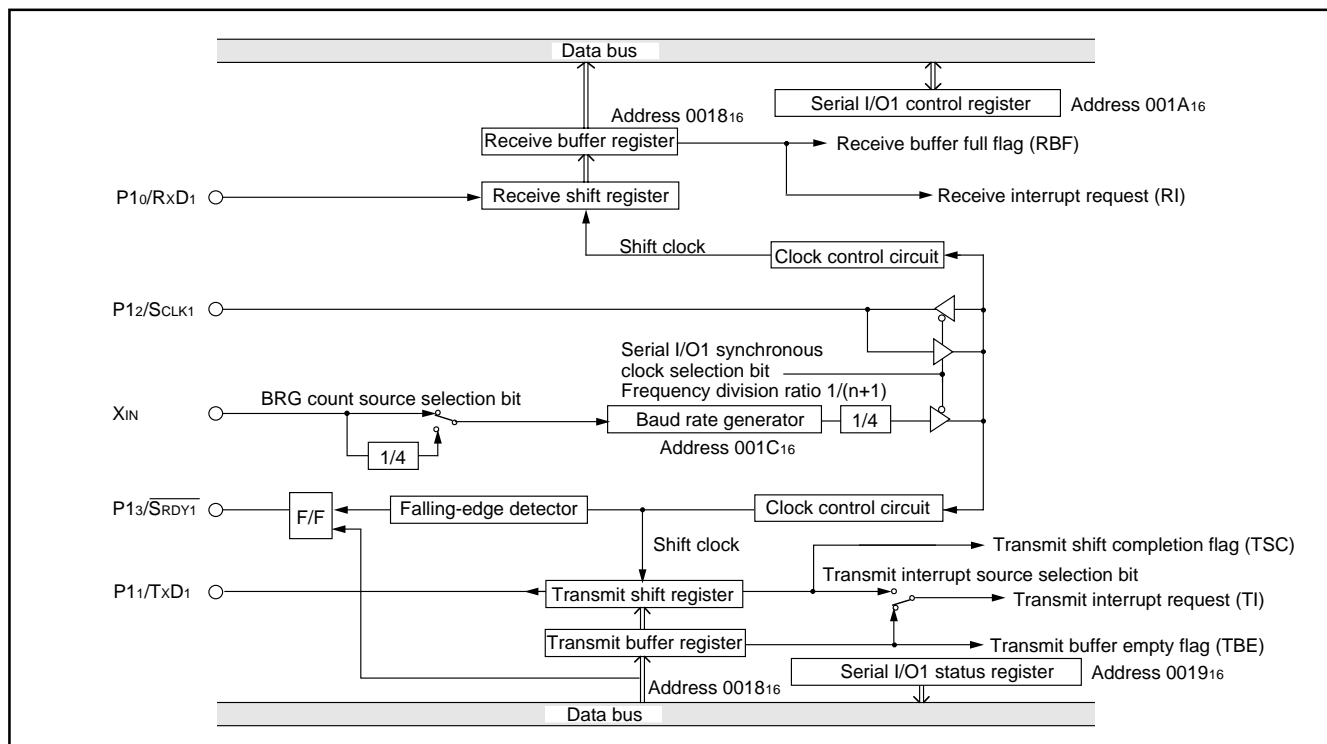 Data bus
Serial I/O1 control register Address 001A16
Address 001816
Receive buffer register
Receive buffer full flag (RBF)
P10/RXD1
Receive shift register
Receive interrupt request (RI)
Shift clock
Clock control circuit
P12/SCLK1
Serial I/O1 synchronous
clock selection bit
Frequency division ratio 1/(n+1)
BRG count source selection bit
XIN
Baud rate generator
1/4
Address 001C16
1/4
P13/SRDY1
F/F
Falling-edge detector
Clock control circuit
Shift clock
Transmit shift completion flag (TSC)
Transmit interrupt source selection bit
P11/TXD1
Transmit shift register
Transmit interrupt request (TI)
Transmit buffer register
Transmit buffer empty flag (TBE)
Address 001816
Serial I/O1 status register Address 001916
Data bus